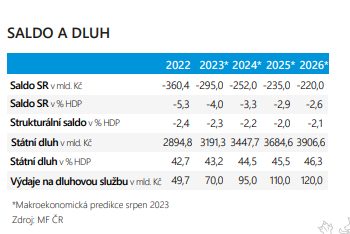 SALDO A DLUH
2022 2023* 2024* 2025* 2026*
Saldo SR v mld. Kč -360,4 -295,0 -252,0 -235,0 -220,0
Saldo SR v % HDP -5,3 -4,0 -3,3 -2,9 -2,6
Strukturální saldo v % HDP -2,4 -2,3 -2,2 -2,0 -2,1
Státní dluh v mld. Kč 2894,8 3191,3 3447,7 3684,6 3906,6
Státní dluh v % HDP 42,7 43,2 44,5 45,5 46,3
Výdaje na dluhovou službu v mld. Kč 49,7 70,0 95,0 110,0 120,0
*Makroekonomická predikce srpen 2023
Zdroj: MF ČR